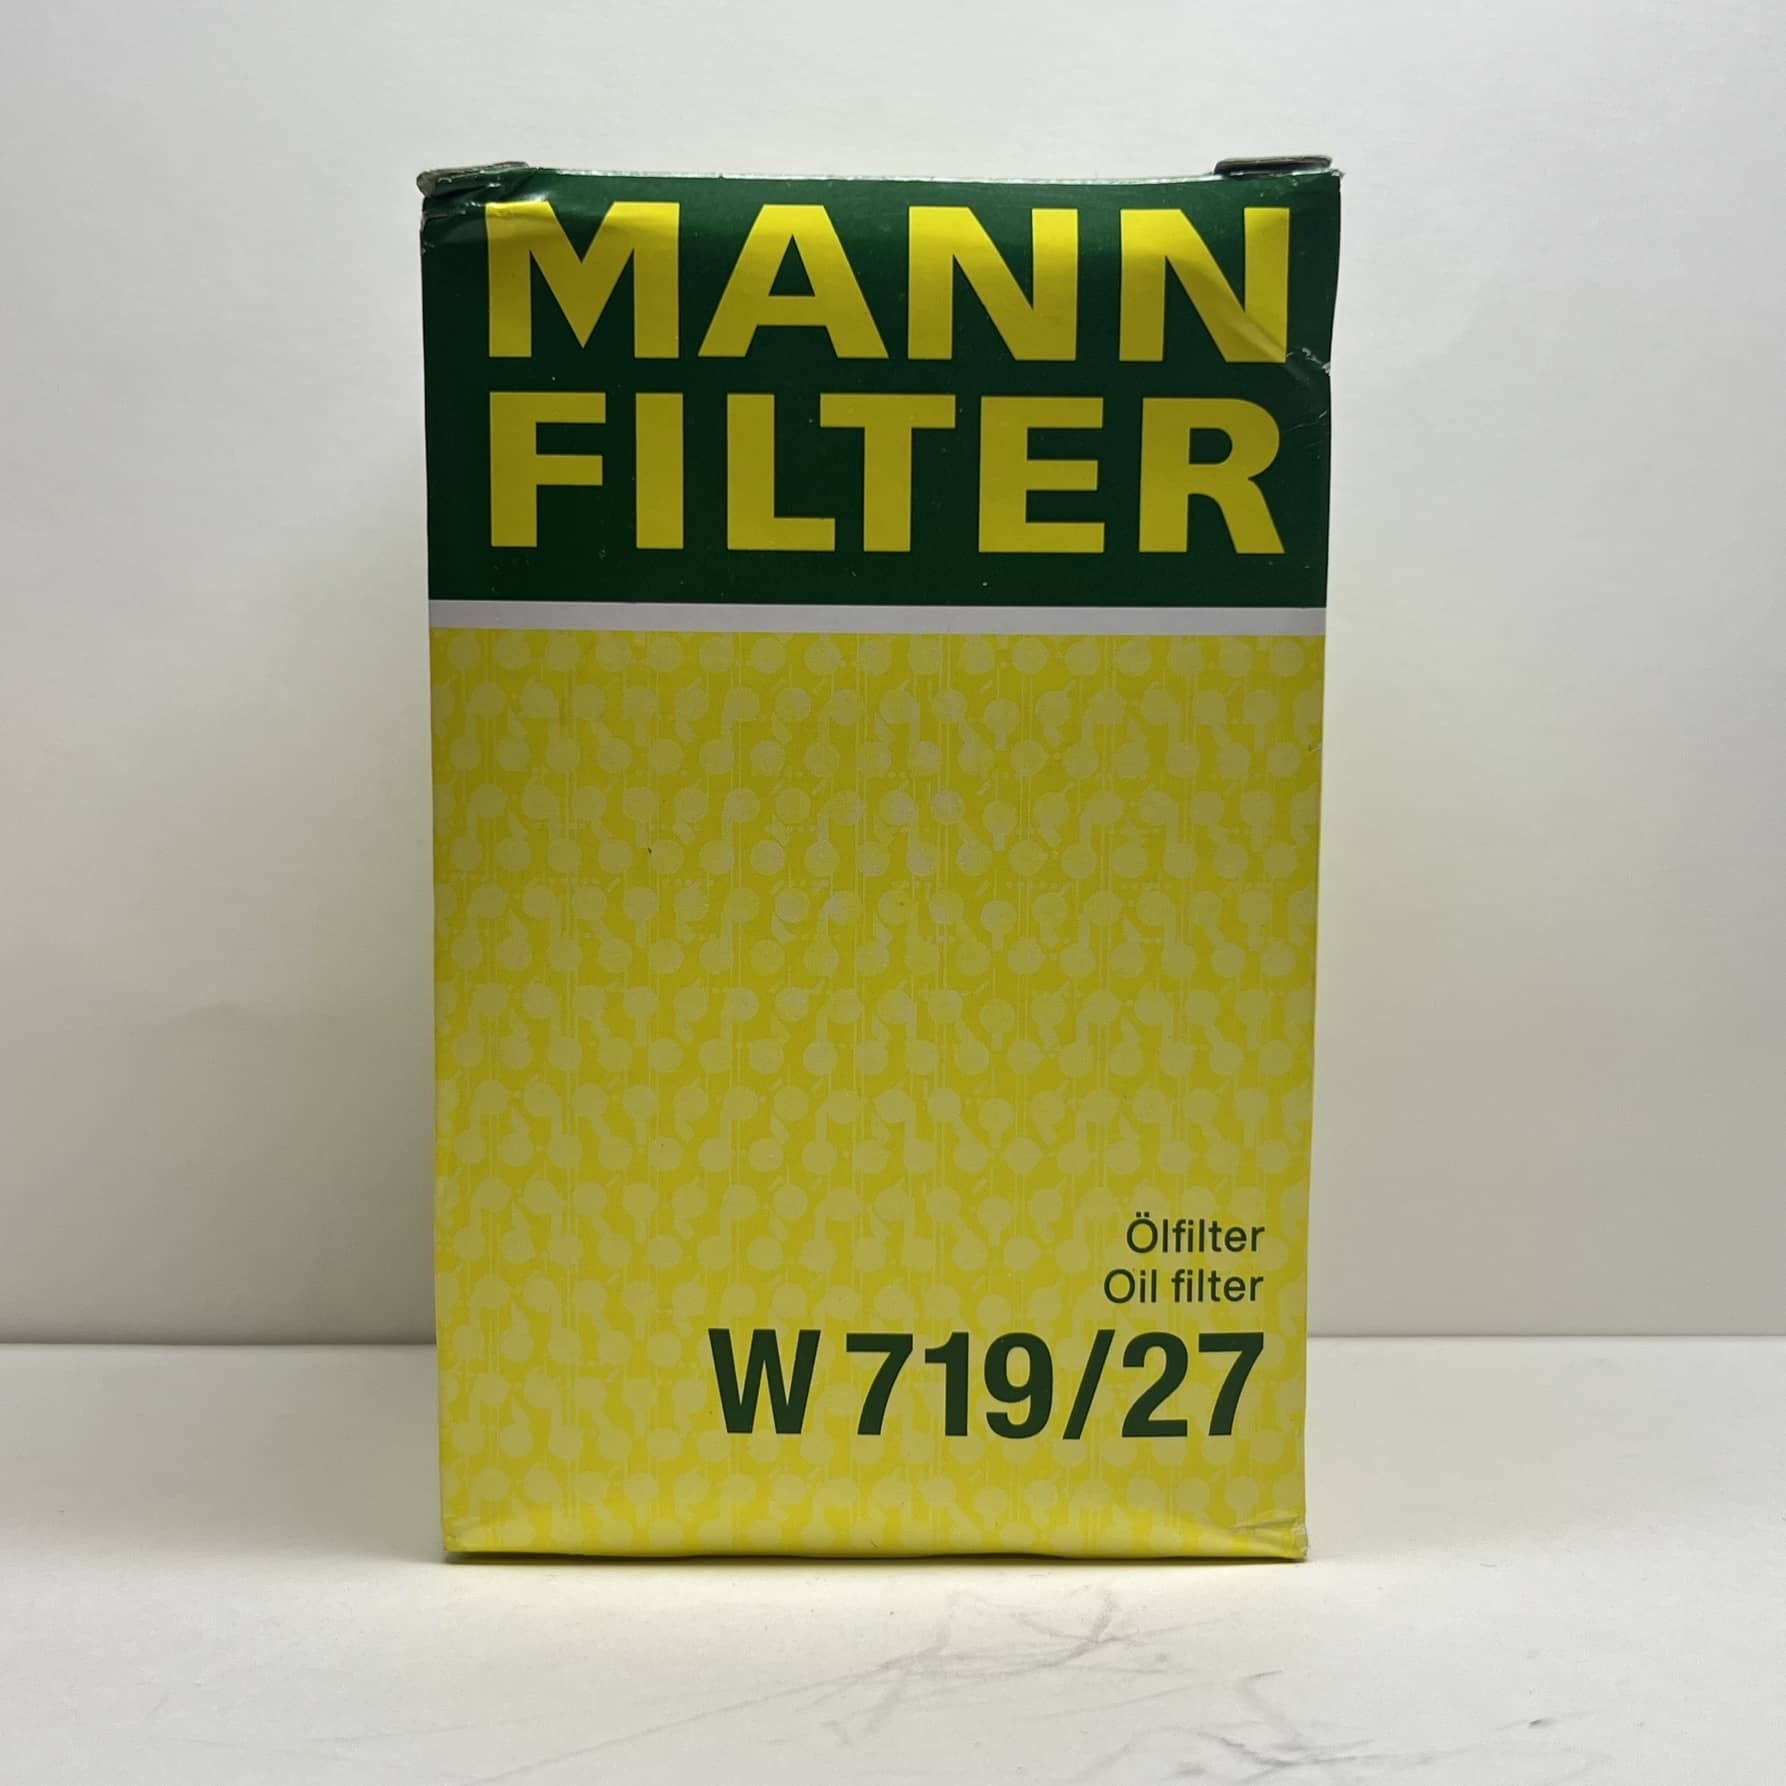 MANN
FILTER
Ölfilter
Oil filter
W 719/27